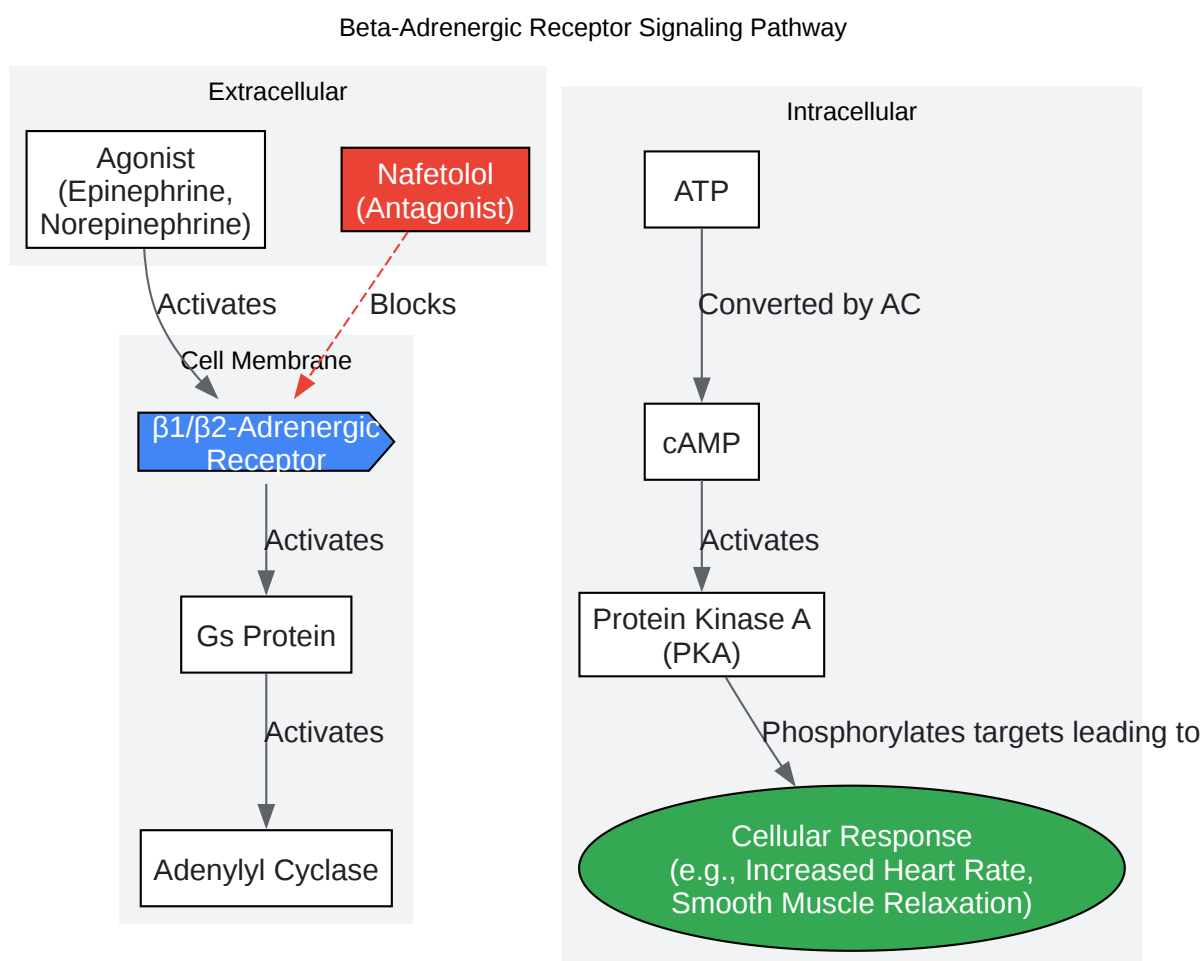 Beta-Adrenergic Receptor Signaling Pathway
Extracellular
Agonist
(Epinephrine,
Norepinephrine)
Nafetolol
(Antagonist)
Activates
Blocks
Cell Membrane
β1/β2-Adrenergic
Receptor
Activates
Gs Protein
Activates
Adenylyl Cyclase
Intracellular
ATP
Converted by AC
cAMP
Activates
Protein Kinase A
(PKA)
Phosphorylates targets leading to
Cellular Response
(e.g., Increased Heart Rate,
Smooth Muscle Relaxation)